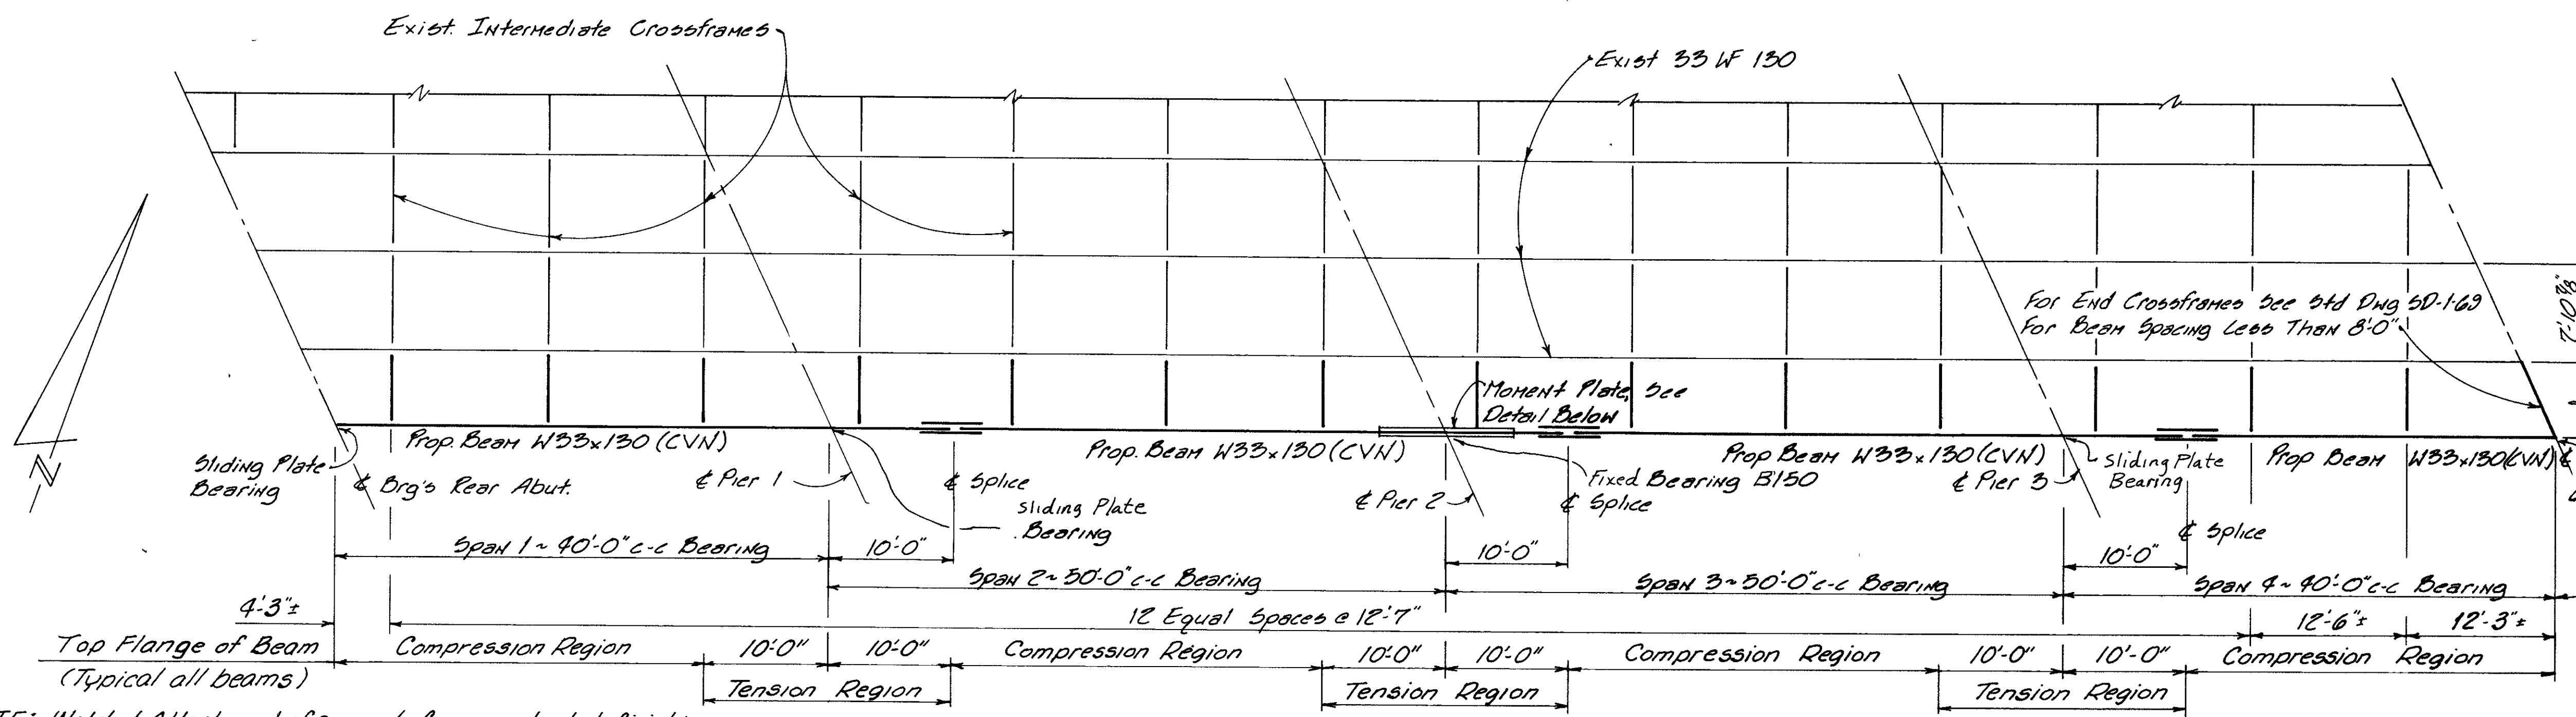 Exist. Intermediate Crossframes
Exist 33 WF 130
For End Crossframes See Std Dwg SD-1-69
For Beam Spacing Less Than 8'-0"
7'-10⅜"
Moment Plate, See
Detail Below
Prop. Beam W33x130 (CVN)
Prop. Beam W33x130 (CVN)
Prop Beam W33x130 (CVN)
Prop Beam W33x130(CVN)
Sliding Plate
Bearing
℄ Brg's Rear Abut.
℄ Pier 1
℄ Splice
Sliding Plate
Bearing
℄ Pier 2
Fixed Bearing B150
℄ Splice
℄ Pier 3
Sliding Plate
Bearing
℄ Splice
N
Span 1 ~ 40'-0" c-c Bearing
10'-0"
Span 2 ~ 50'-0" c-c Bearing
10'-0"
Span 3 ~ 50'-0" c-c Bearing
10'-0"
Span 4 ~ 40'-0" c-c Bearing
4'-3"±
12 Equal Spaces @ 12'-7"
12'-6"±
12'-3"±
Top Flange of Beam
(Typical all beams)
Compression Region
10'-0"
10'-0"
Compression Region
10'-0"
10'-0"
Compression Region
10'-0"
10'-0"
Compression Region
Tension Region
Tension Region
Tension Region